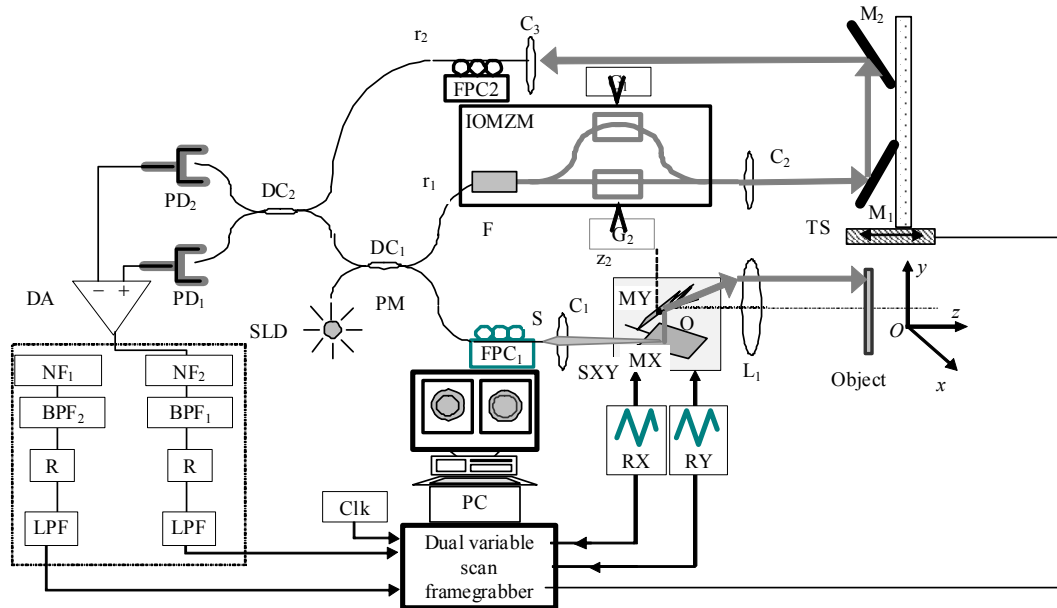 M₂
C₃
r₂
FPC2
IOMZM
C₂
r₁
DC₂
PD₂
M₁
F
TS
G₂
z₂
DC₁
y
PD₁
DA
− +
PM
C₁
MY
z
SLD
S
O
O
FPC₁
MX
SXY
L₁
Object
x
NF₁
NF₂
BPF₂
BPF₁
R
R
RX
RY
PC
Clk
LPF
LPF
Dual variable
scan
framegrabber